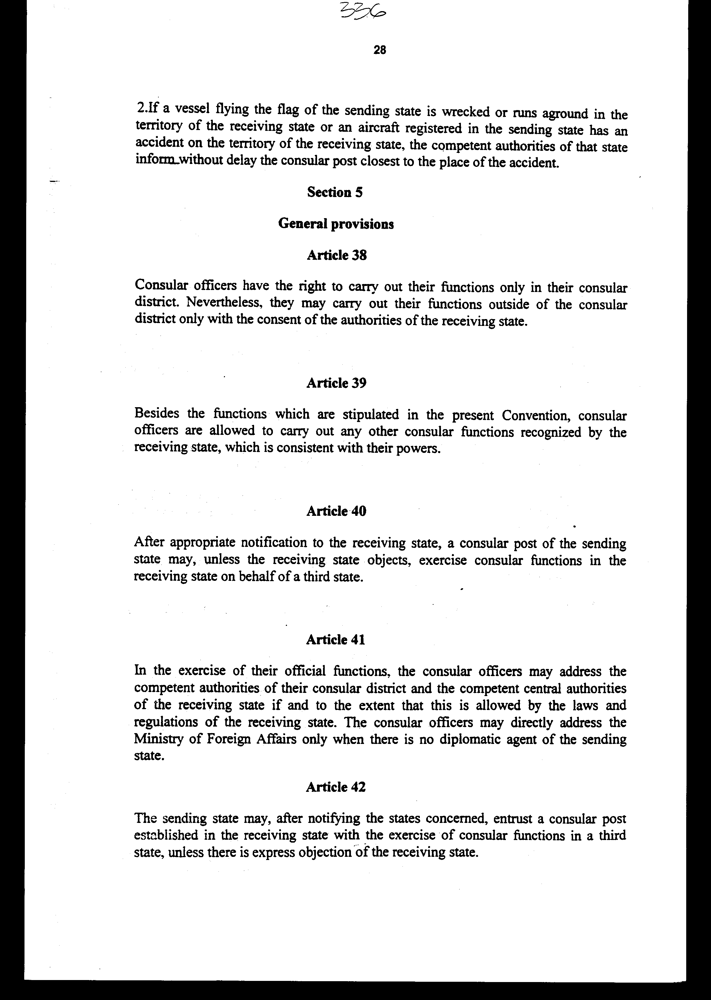 336
28
2.If a vessel flying the flag of the sending state is wrecked or runs aground in the
territory of the receiving state or an aircraft registered in the sending state has an
accident on the territory of the receiving state, the competent authorities of that state
inform without delay the consular post closest to the place of the accident.
Section 5
General provisions
Article 38
Consular officers have the right to carry out their functions only in their consular
district. Nevertheless, they may carry out their functions outside of the consular
district only with the consent of the authorities of the receiving state.
Article 39
Besides the functions which are stipulated in the present Convention, consular
officers are allowed to carry out any other consular functions recognized by the
receiving state, which is consistent with their powers.
Article 40
After appropriate notification to the receiving state, a consular post of the sending
state may, unless the receiving state objects, exercise consular functions in the
receiving state on behalf of a third state.
Article 41
In the exercise of their official functions, the consular officers may address the
competent authorities of their consular district and the competent central authorities
of the receiving state if and to the extent that this is allowed by the laws and
regulations of the receiving state. The consular officers may directly address the
Ministry of Foreign Affairs only when there is no diplomatic agent of the sending
state.
Article 42
The sending state may, after notifying the states concerned, entrust a consular post
established in the receiving state with the exercise of consular functions in a third
state, unless there is express objection of the receiving state.